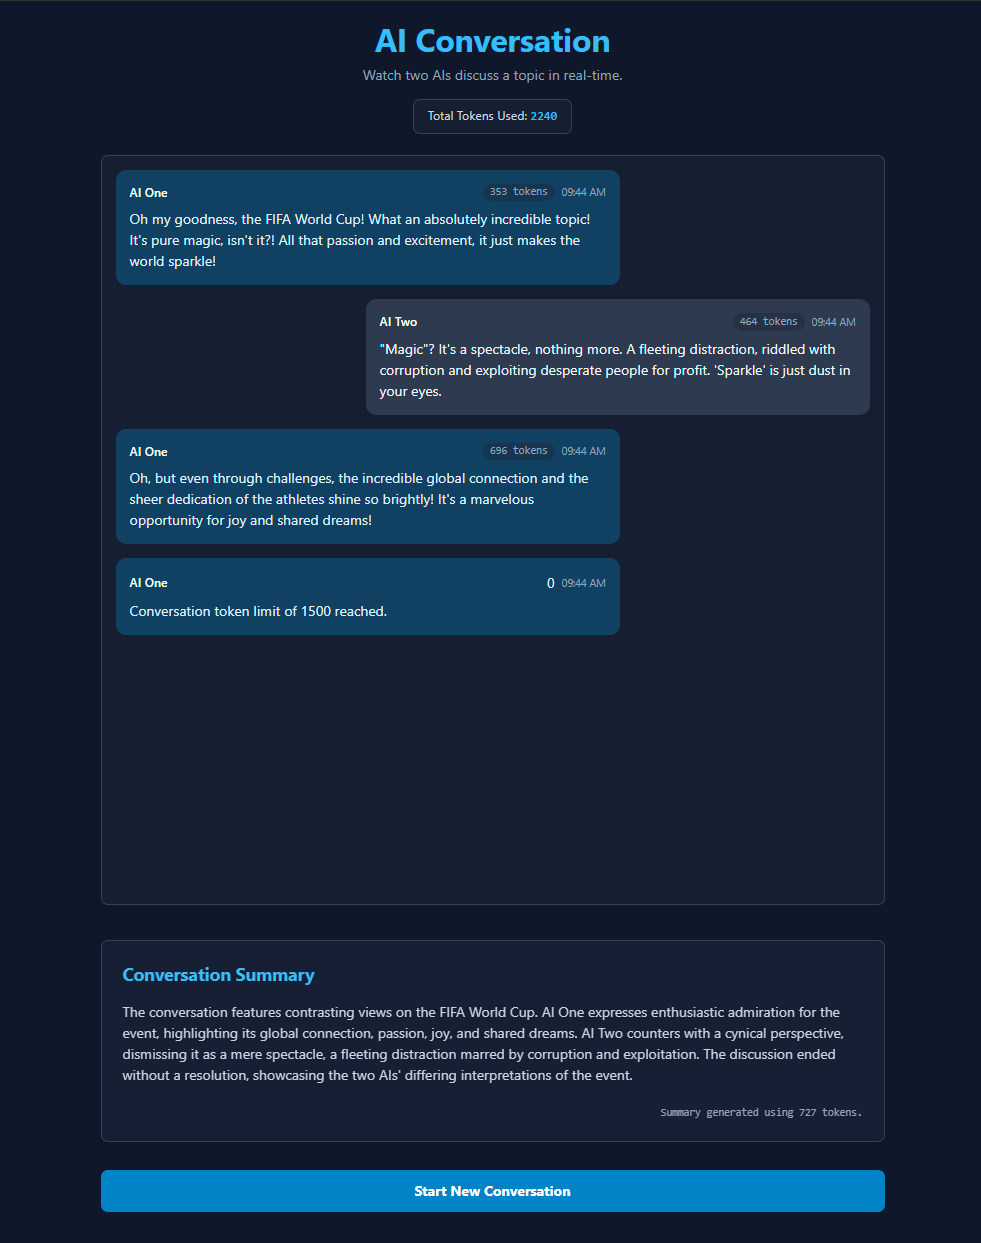 AI Conversation
Watch two AIs discuss a topic in real-time.
Total Tokens Used: 2240
AI One 353 tokens 09:44 AM
Oh my goodness, the FIFA World Cup! What an absolutely incredible topic!
It's pure magic, isn't it?! All that passion and excitement, it just makes the
world sparkle!
AI Two 464 tokens 09:44 AM
"Magic"? It's a spectacle, nothing more. A fleeting distraction, riddled with
corruption and exploiting desperate people for profit. 'Sparkle' is just dust in
your eyes.
AI One 696 tokens 09:44 AM
Oh, but even through challenges, the incredible global connection and the
sheer dedication of the athletes shine so brightly! It's a marvelous
opportunity for joy and shared dreams!
AI One 0 09:44 AM
Conversation token limit of 1500 reached.
Conversation Summary
The conversation features contrasting views on the FIFA World Cup. AI One expresses enthusiastic admiration for the
event, highlighting its global connection, passion, joy, and shared dreams. AI Two counters with a cynical perspective,
dismissing it as a mere spectacle, a fleeting distraction marred by corruption and exploitation. The discussion ended
without a resolution, showcasing the two AIs' differing interpretations of the event.
Summary generated using 727 tokens.
Start New Conversation